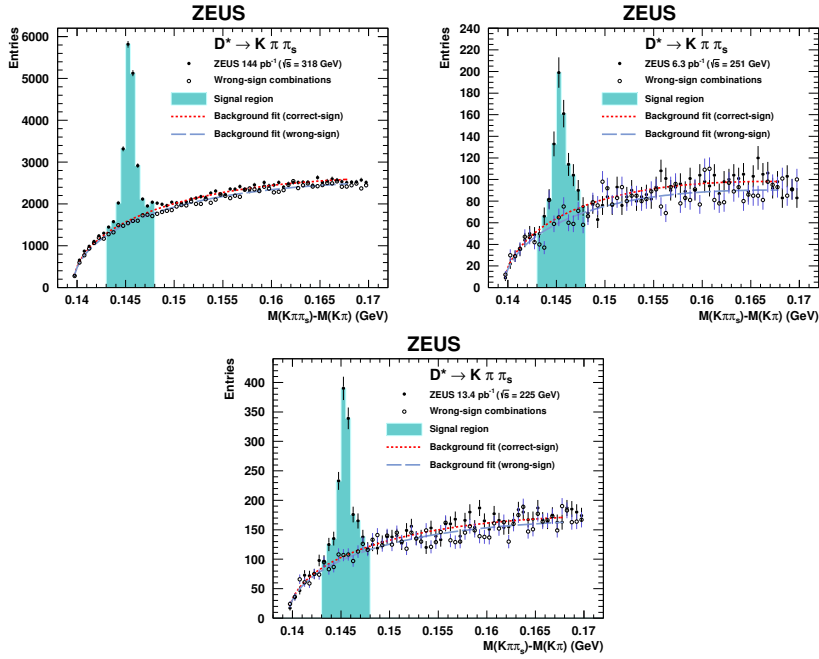 ZEUS
Entries
D* → K π πs
ZEUS 144 pb⁻¹ (√s = 318 GeV)
Wrong-sign combinations
Signal region
Background fit (correct-sign)
Background fit (wrong-sign)
6000
5000
4000
3000
2000
1000
0
0.14 0.145 0.15 0.155 0.16 0.165 0.17
M(Kππs)-M(Kπ) (GeV)
ZEUS
Entries
D* → K π πs
ZEUS 6.3 pb⁻¹ (√s = 251 GeV)
Wrong-sign combinations
Signal region
Background fit (correct-sign)
Background fit (wrong-sign)
240
220
200
180
160
140
120
100
80
60
40
20
0
0.14 0.145 0.15 0.155 0.16 0.165 0.17
M(Kππs)-M(Kπ) (GeV)
ZEUS
Entries
D* → K π πs
ZEUS 13.4 pb⁻¹ (√s = 225 GeV)
Wrong-sign combinations
Signal region
Background fit (correct-sign)
Background fit (wrong-sign)
400
350
300
250
200
150
100
50
0
0.14 0.145 0.15 0.155 0.16 0.165 0.17
M(Kππs)-M(Kπ) (GeV)